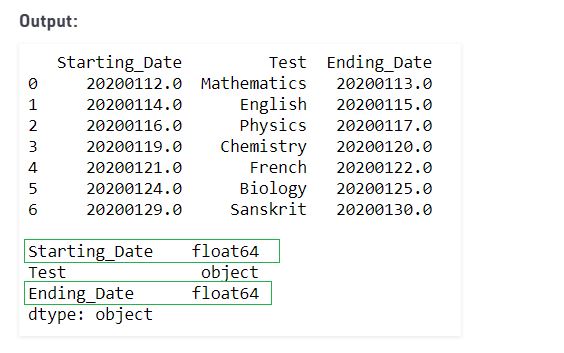 Output:
Starting_Date Test Ending_Date
0 20200112.0 Mathematics 20200113.0
1 20200114.0 English 20200115.0
2 20200116.0 Physics 20200117.0
3 20200119.0 Chemistry 20200120.0
4 20200121.0 French 20200122.0
5 20200124.0 Biology 20200125.0
6 20200129.0 Sanskrit 20200130.0
Starting_Date float64
Test object
Ending_Date float64
dtype: object